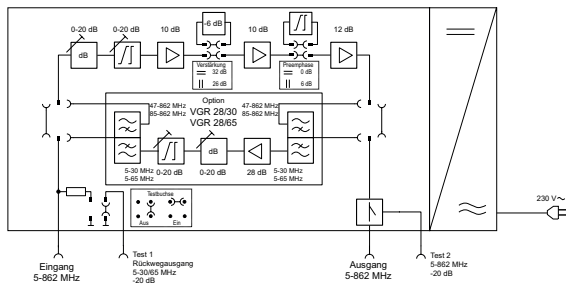 0-20 dB
0-20 dB
10 dB
-6 dB
10 dB
12 dB
dB
Verstärkung
32 dB
26 dB
Preemphase
0 dB
6 dB
Option
VGR 28/30
VGR 28/65
47-862 MHz
85-862 MHz
47-862 MHz
85-862 MHz
dB
5-30 MHz
5-65 MHz
0-20 dB
0-20 dB
28 dB
5-30 MHz
5-65 MHz
Testbuchse
Aus
Ein
230 V~
Eingang
5-862 MHz
Test 1
Rückwegausgang
5-30/65 MHz
-20 dB
Ausgang
5-862 MHz
Test 2
5-862 MHz
-20 dB